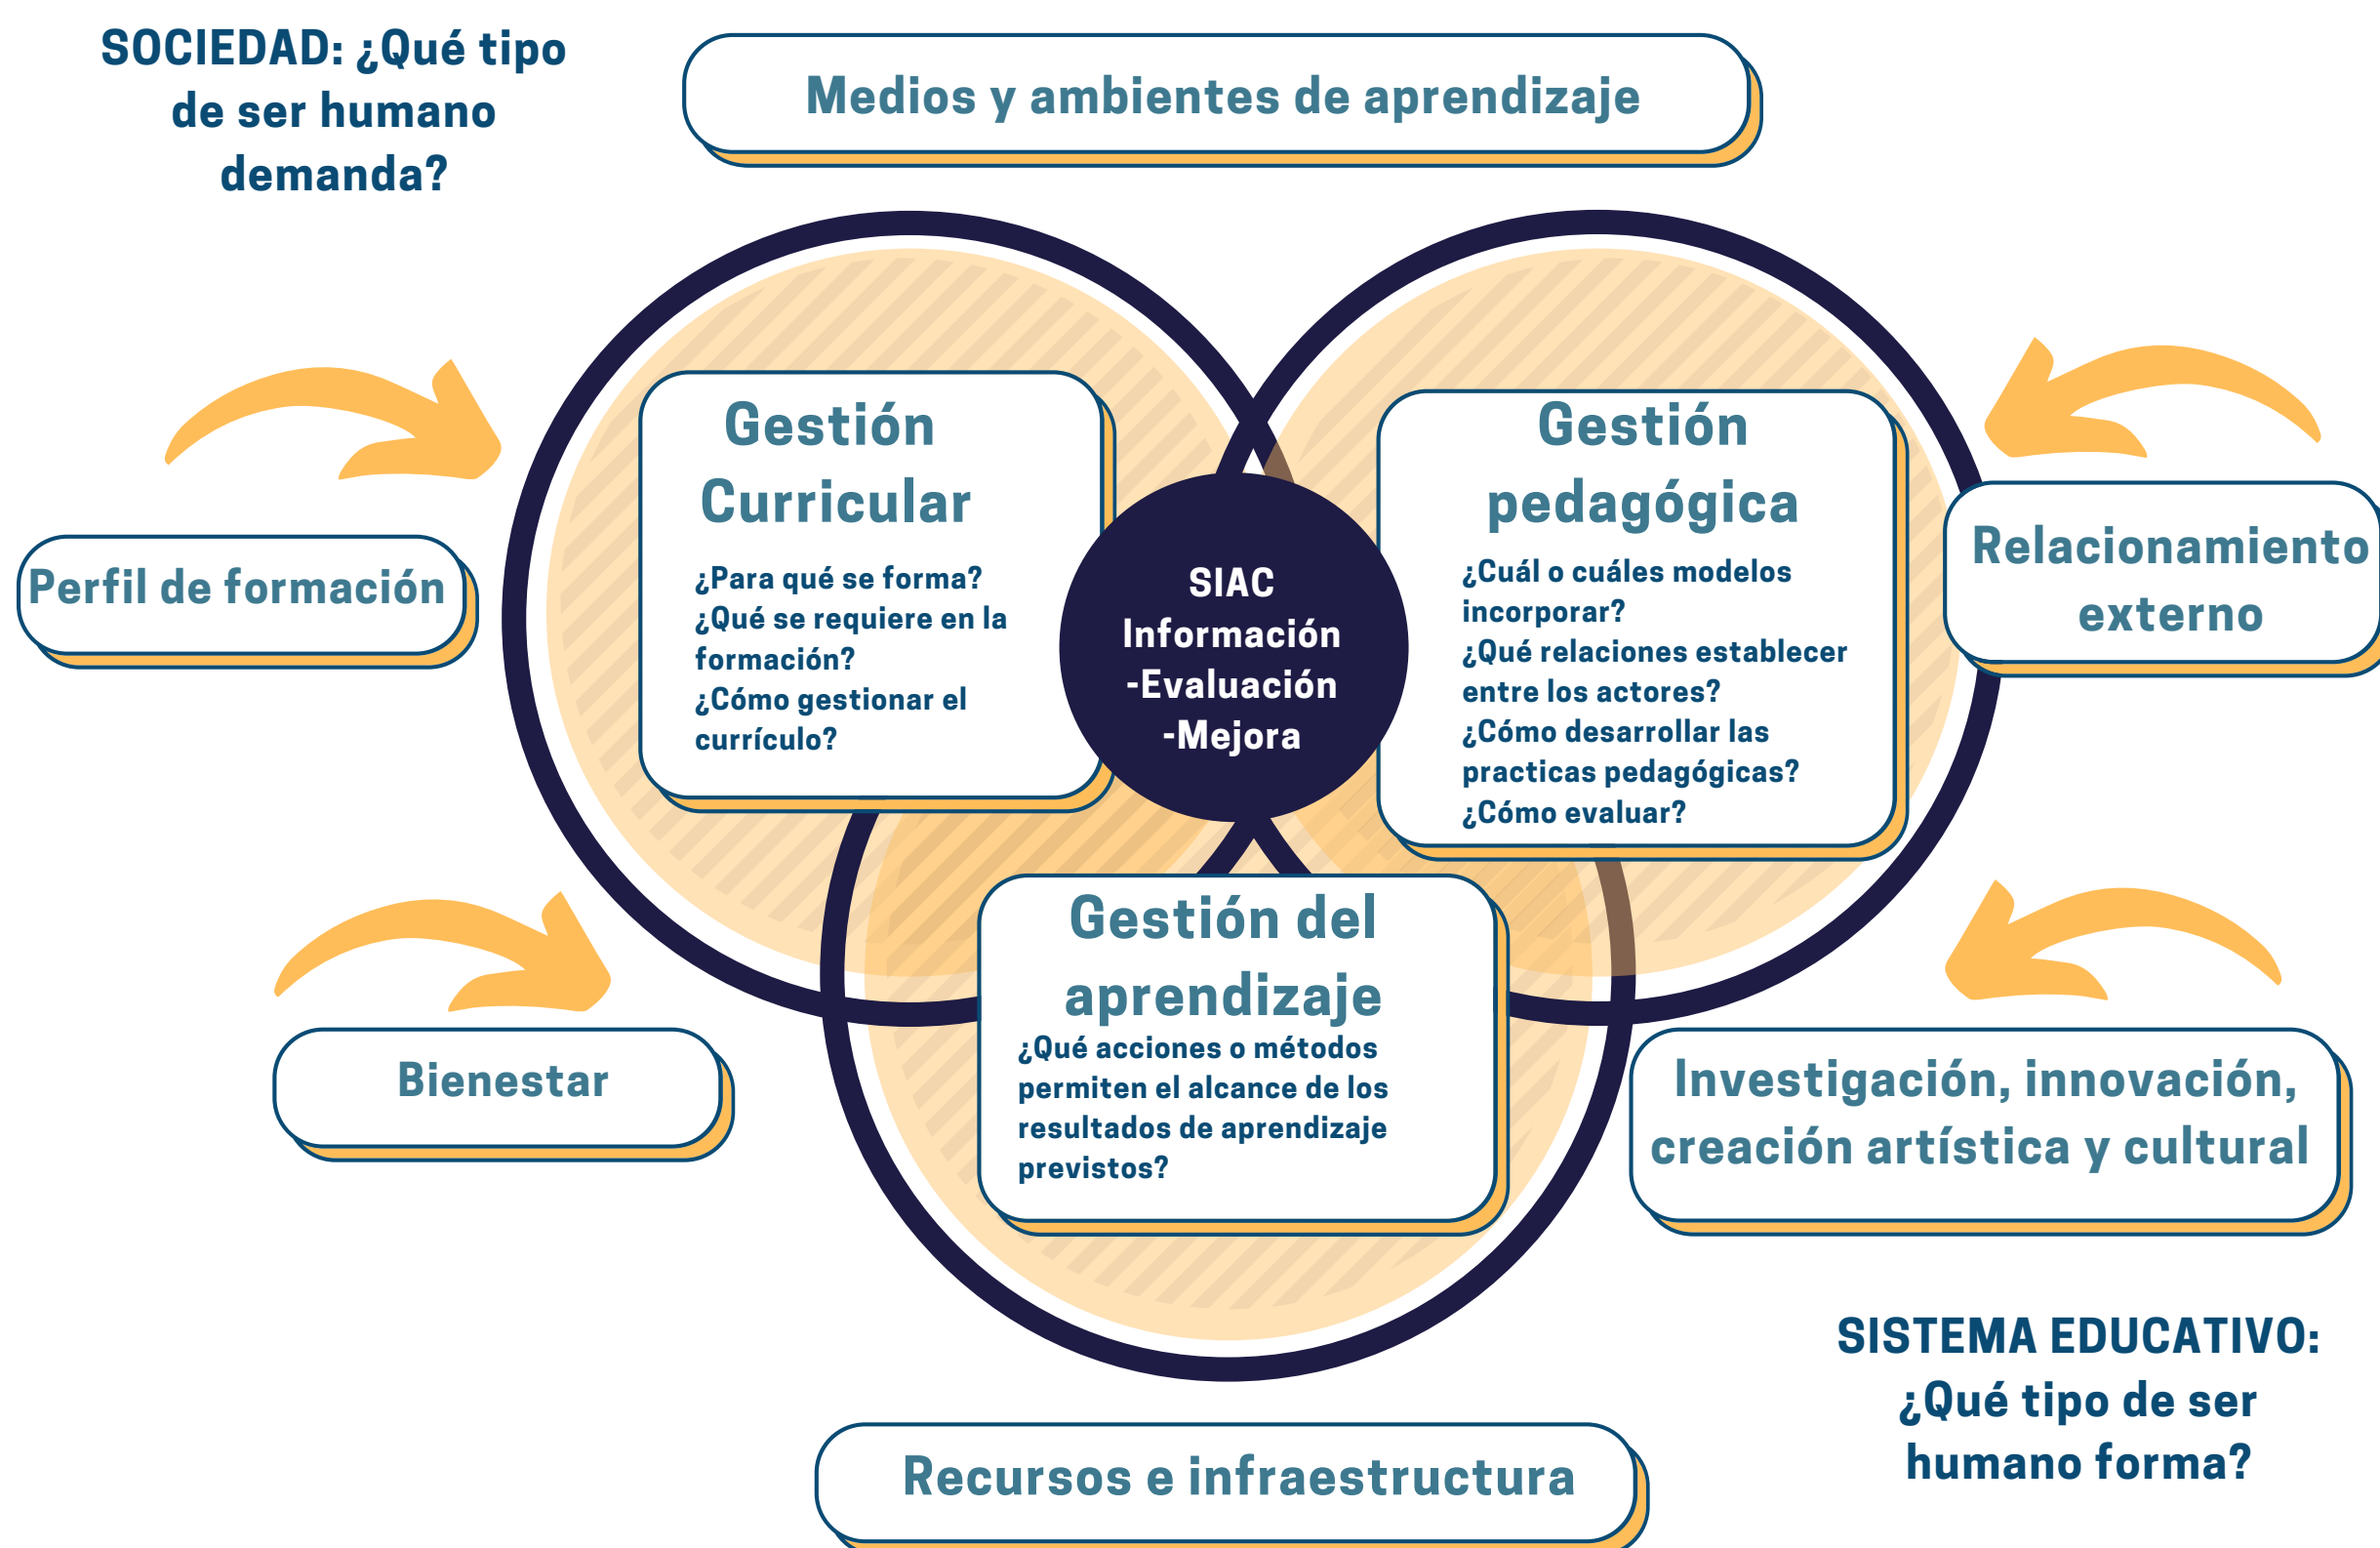 SOCIEDAD: ¿Qué tipo
de ser humano
demanda?
Medios y ambientes de aprendizaje
Gestión
Curricular
¿Para qué se forma?
¿Qué se requiere en la
formación?
¿Cómo gestionar el
currículo?
SIAC
Información
-Evaluación
-Mejora
Gestión
pedagógica
¿Cuál o cuáles modelos
incorporar?
¿Qué relaciones establecer
entre los actores?
¿Cómo desarrollar las
practicas pedagógicas?
¿Cómo evaluar?
Perfil de formación
Relacionamiento
externo
Gestión del
aprendizaje
¿Qué acciones o métodos
permiten el alcance de los
resultados de aprendizaje
previstos?
Bienestar
Investigación, innovación,
creación artística y cultural
SISTEMA EDUCATIVO:
¿Qué tipo de ser
humano forma?
Recursos e infraestructura